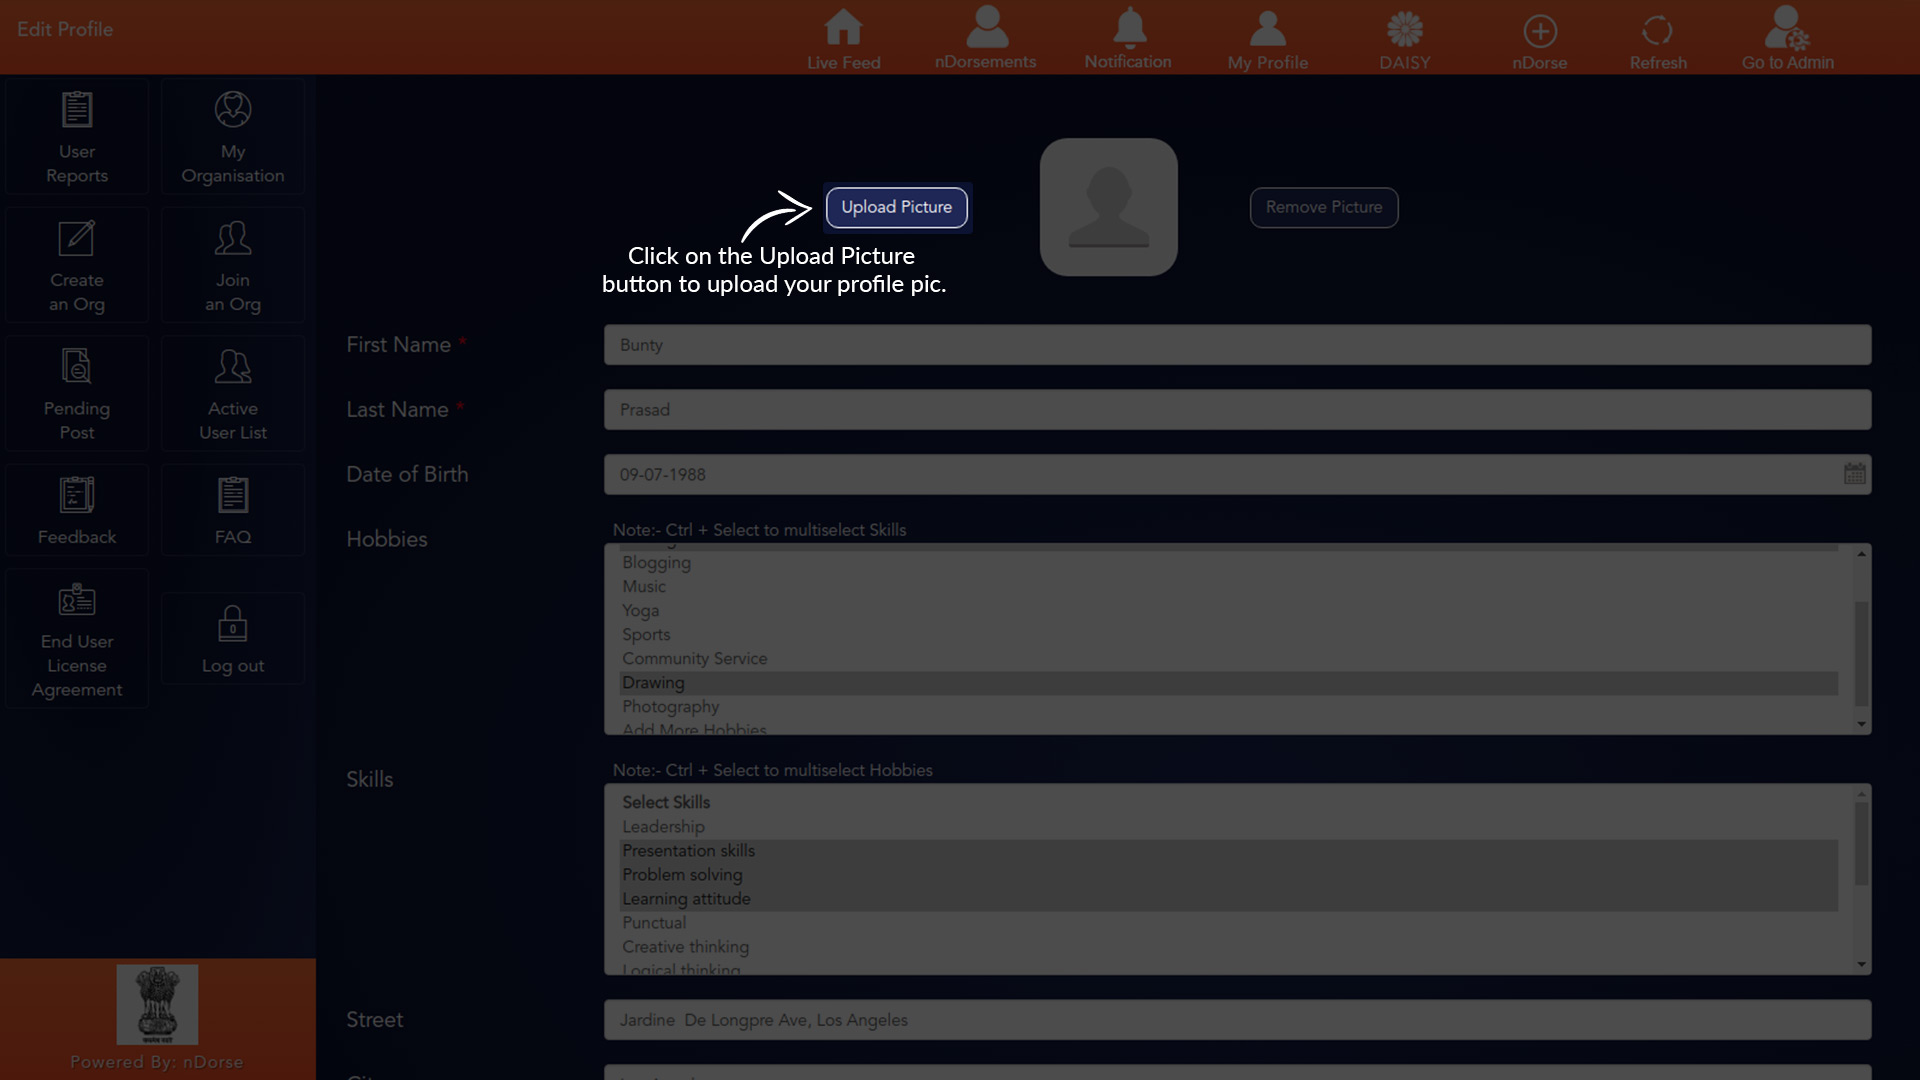 Edit Profile
Live Feed
nDorsements
Notification
My Profile
DAISY
nDorse
Refresh
Go to Admin
User
Reports
My
Organisation
Create
an Org
Join
an Org
Pending
Post
Active
User List
Feedback
FAQ
End User
License
Agreement
Log out
Powered By: nDorse
Upload Picture
Remove Picture
Click on the Upload Picture
button to upload your profile pic.
First Name *
Bunty
Last Name *
Prasad
Date of Birth
09-07-1988
Hobbies
Note:- Ctrl + Select to multiselect Skills
Blogging
Music
Yoga
Sports
Community Service
Drawing
Photography
Add More Hobbies
Skills
Note:- Ctrl + Select to multiselect Hobbies
Select Skills
Leadership
Presentation skills
Problem solving
Learning attitude
Punctual
Creative thinking
Logical thinking
Street
Jardine  De Longpre Ave, Los Angeles